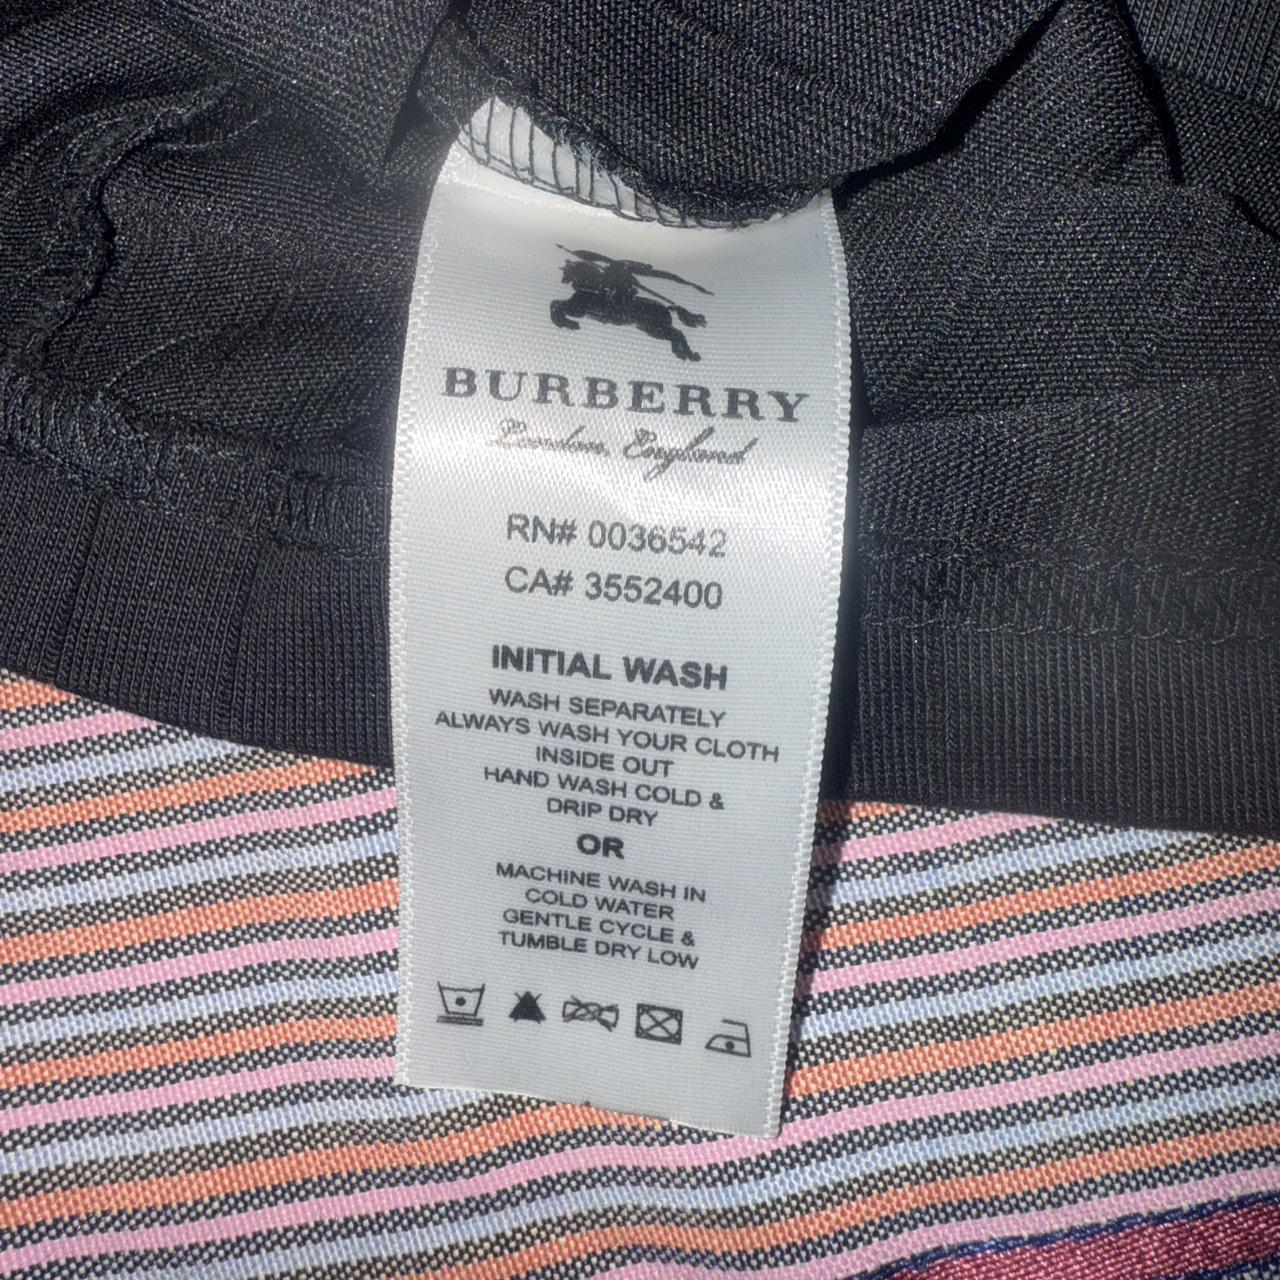 BURBERRY
London, England
RN# 0036542
CA# 3552400
INITIAL WASH
WASH SEPARATELY
ALWAYS WASH YOUR CLOTH
INSIDE OUT
HAND WASH COLD &
DRIP DRY
OR
MACHINE WASH IN
COLD WATER
GENTLE CYCLE &
TUMBLE DRY LOW